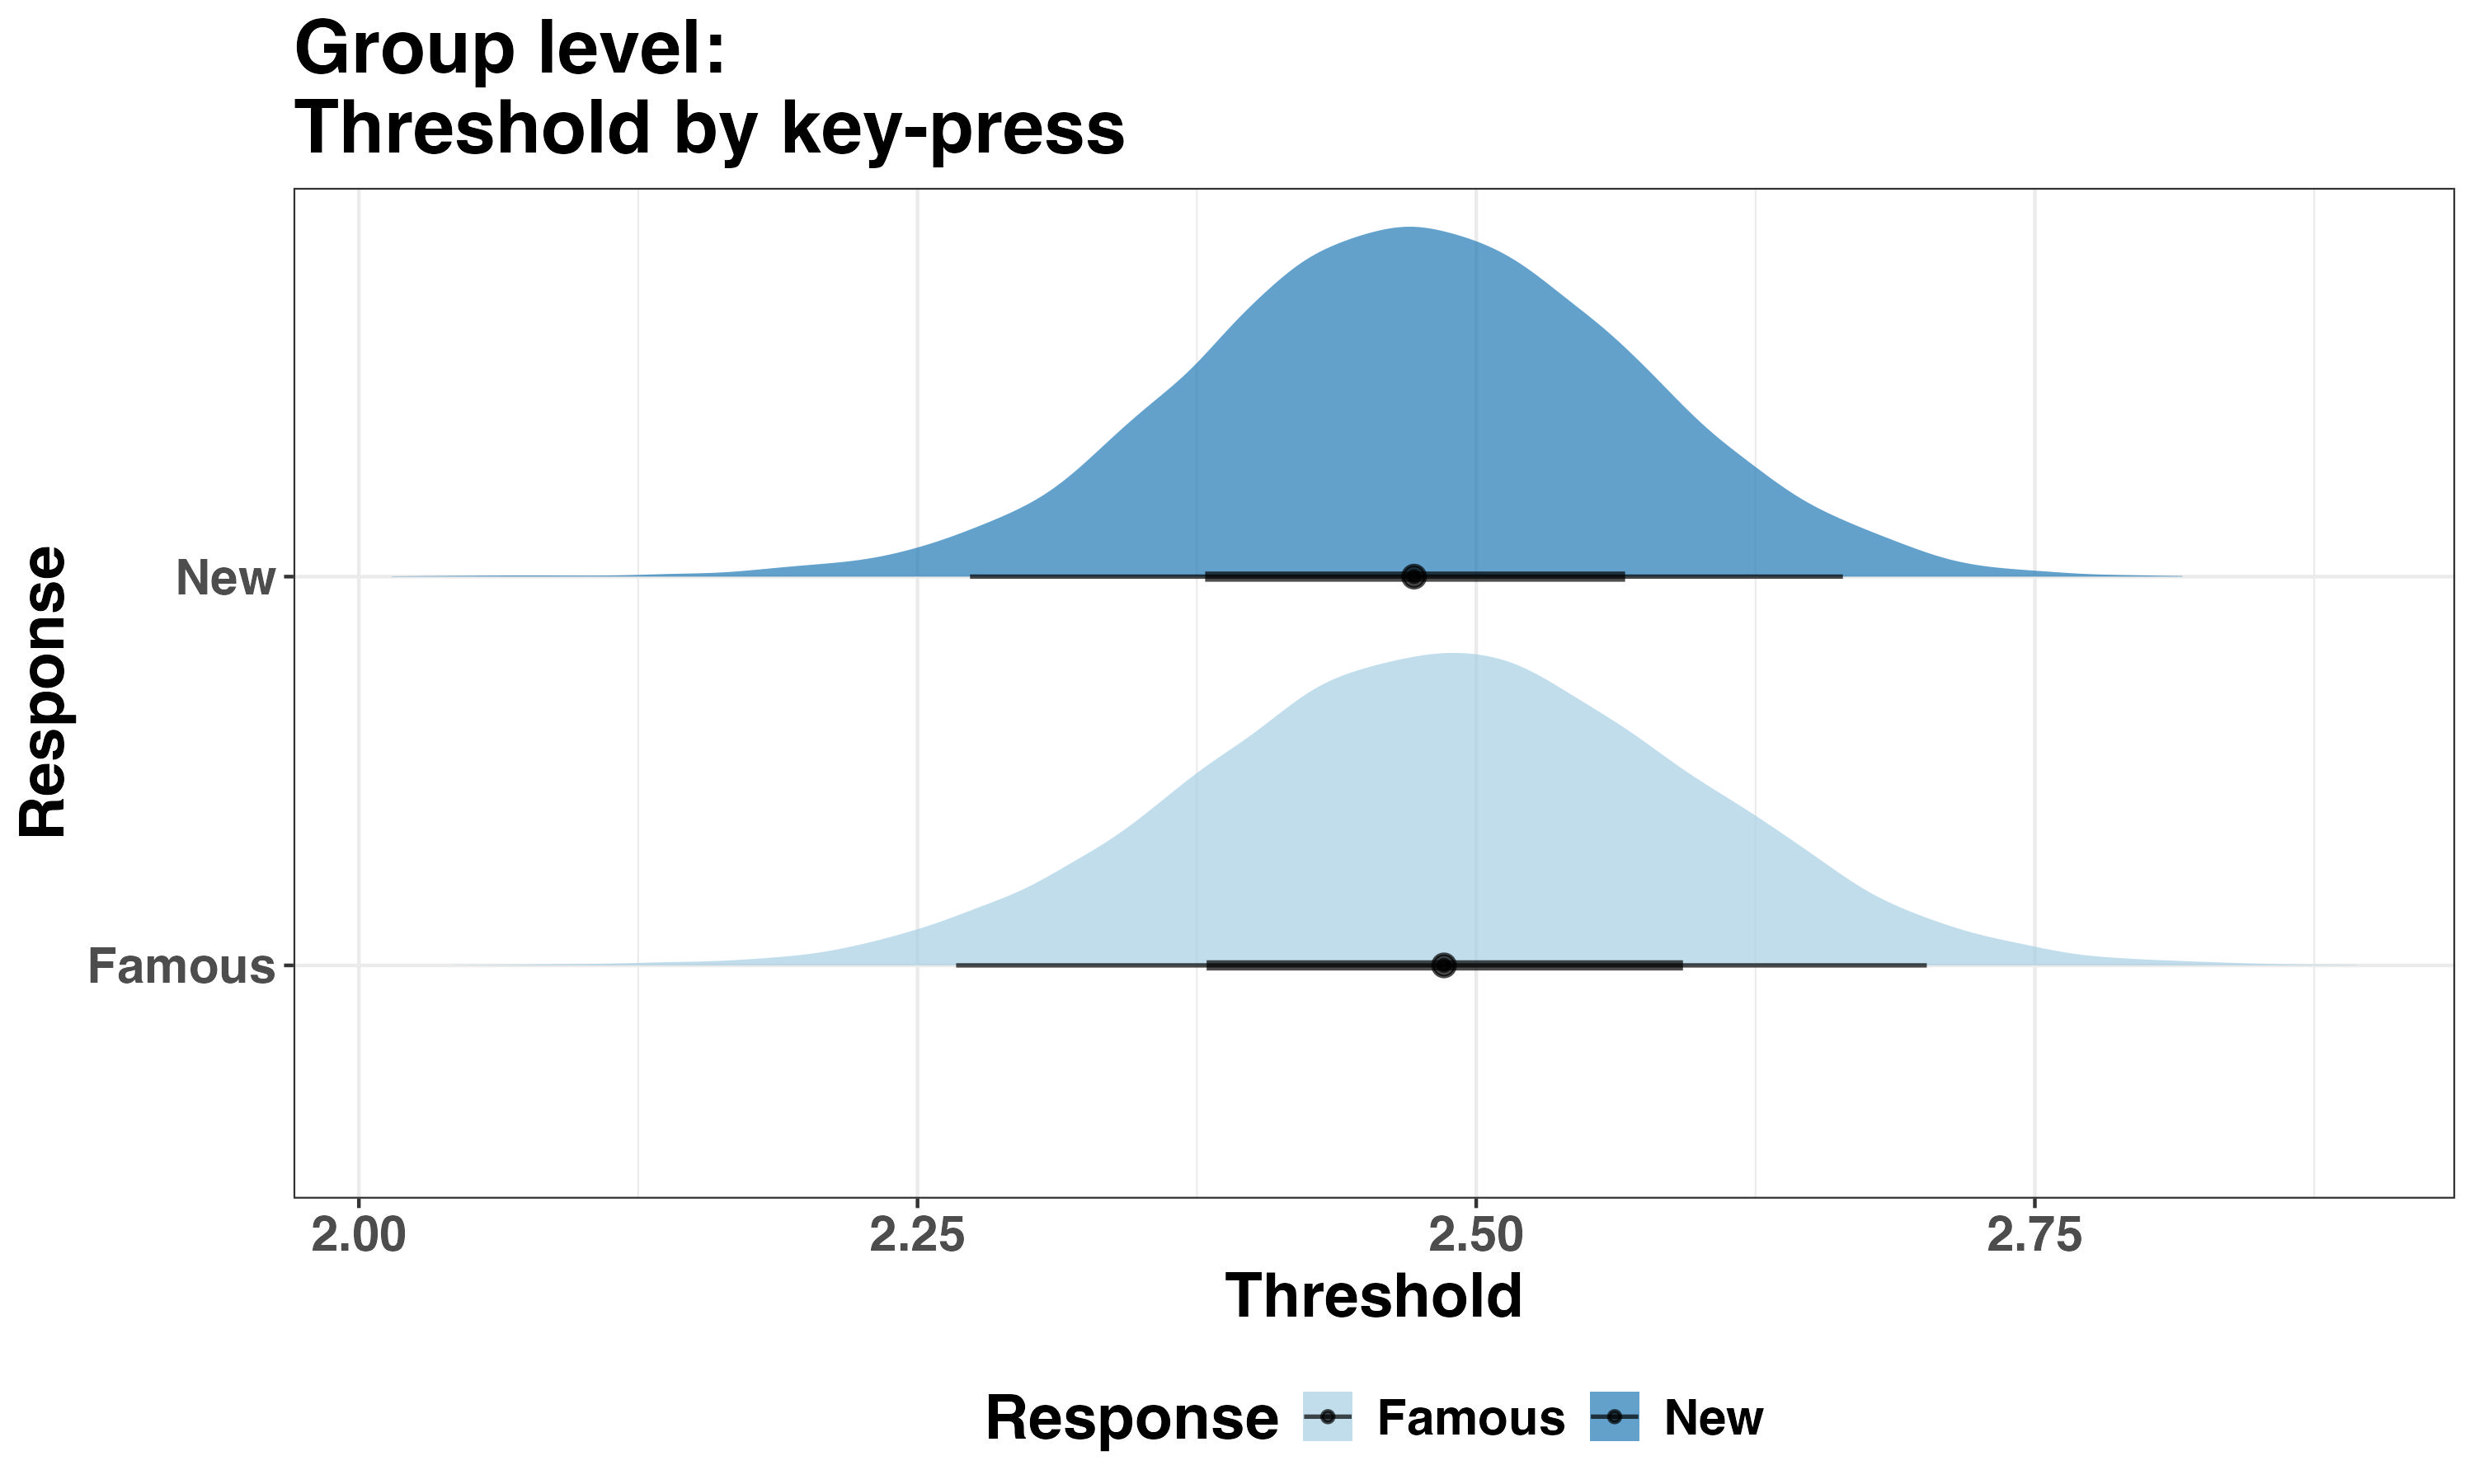 Group level:
Threshold by key-press
Response
New
Famous
2.00 2.25 2.50 2.75
Threshold
Response Famous New